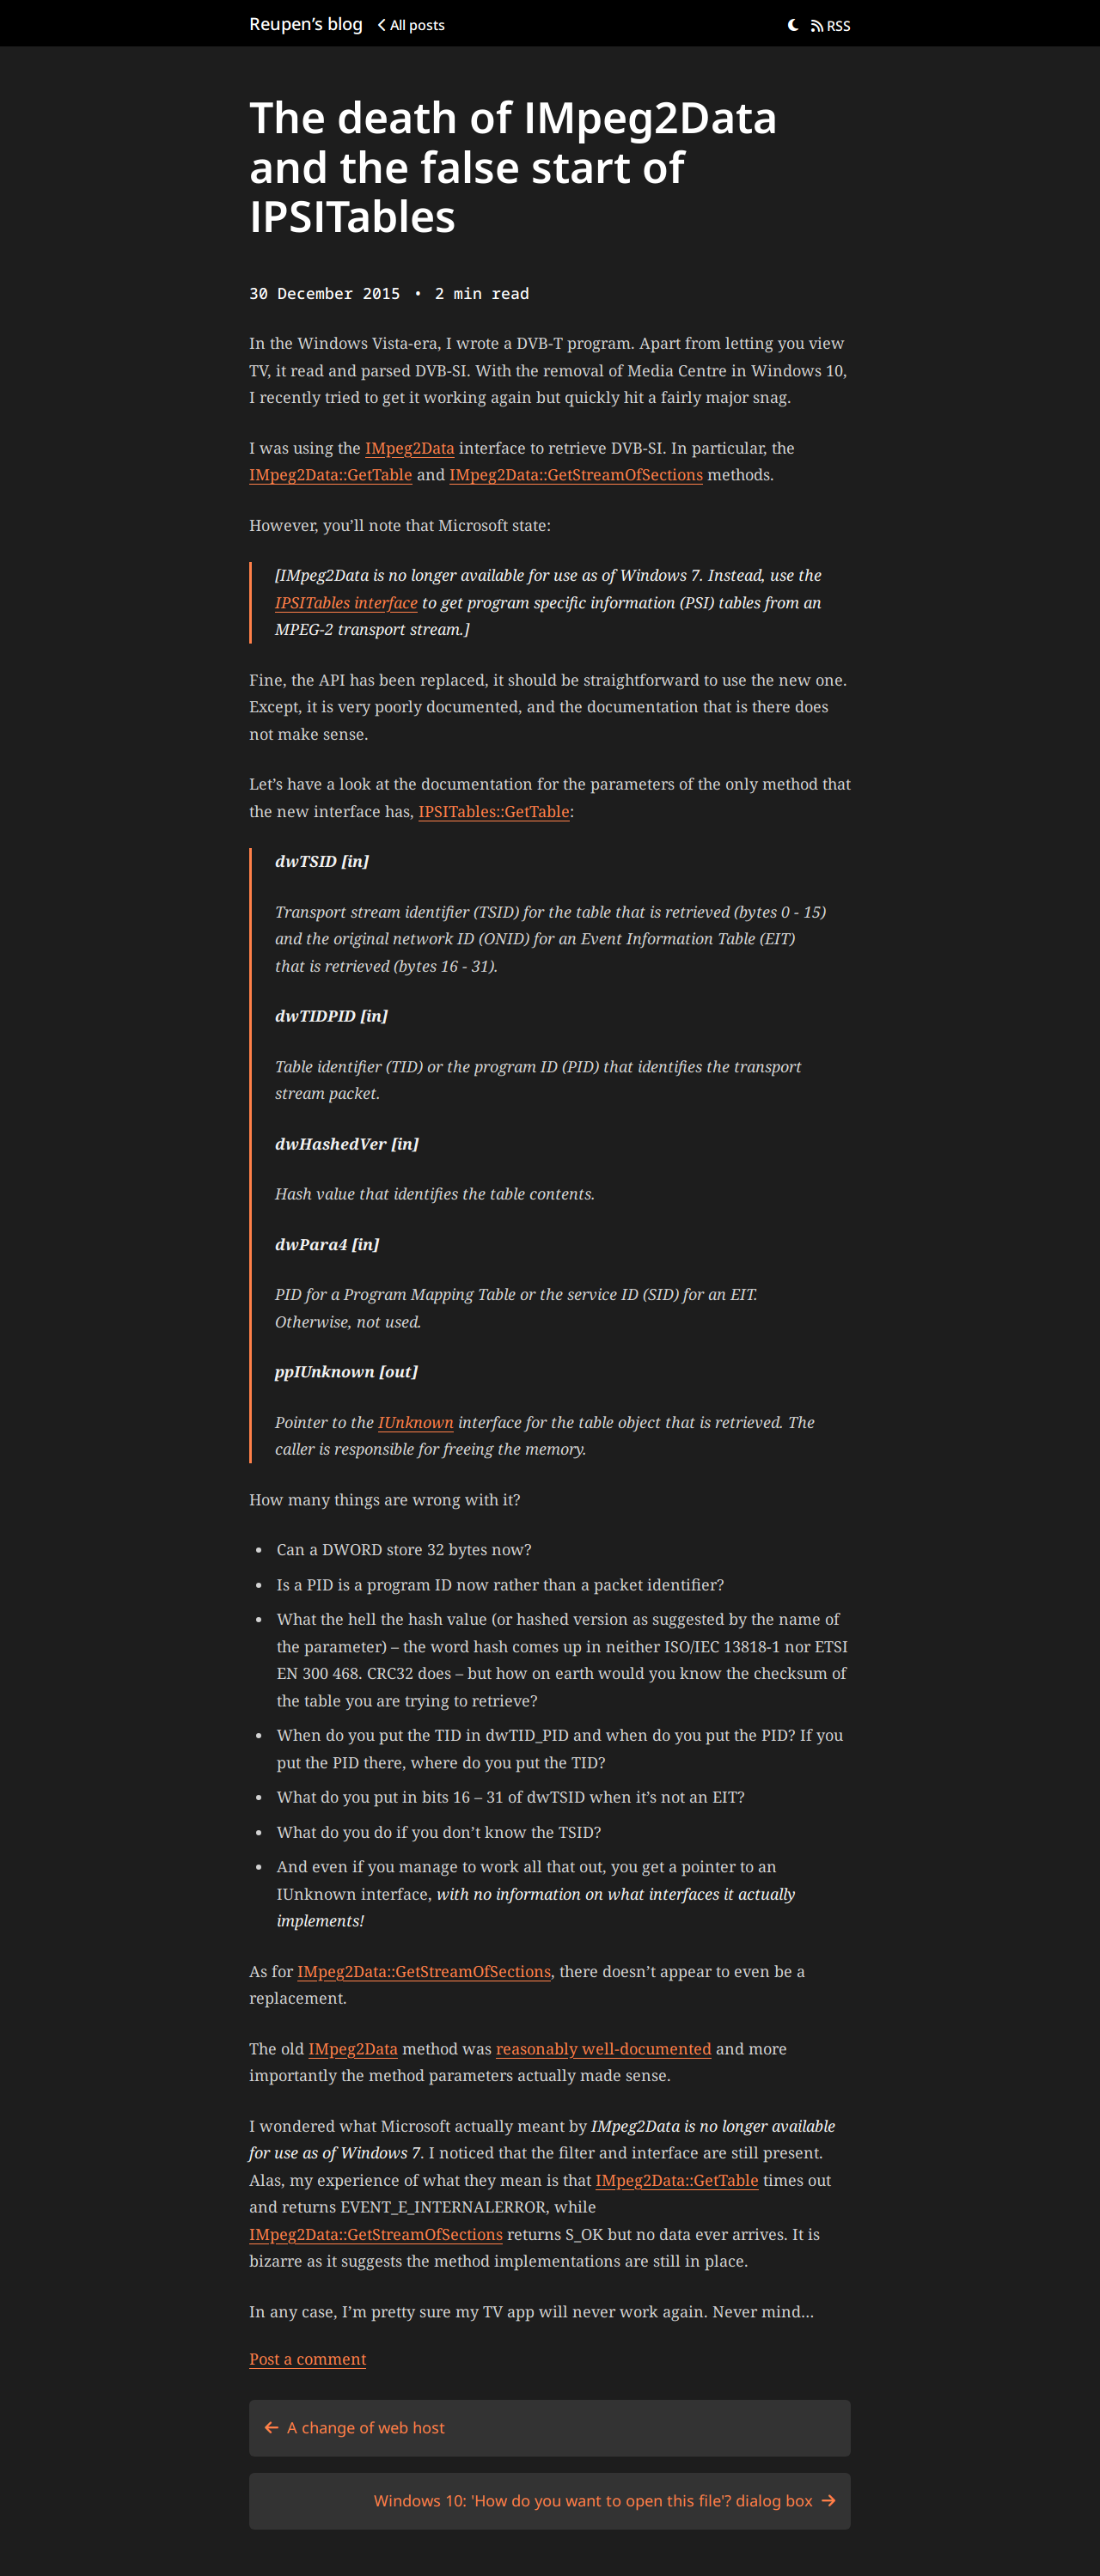 Reupen’s blog All posts RSS
The death of IMpeg2Data
and the false start of
IPSITables
30 December 2015 • 2 min read
In the Windows Vista-era, I wrote a DVB-T program. Apart from letting you view
TV, it read and parsed DVB-SI. With the removal of Media Centre in Windows 10,
I recently tried to get it working again but quickly hit a fairly major snag.
I was using the IMpeg2Data interface to retrieve DVB-SI. In particular, the
IMpeg2Data::GetTable and IMpeg2Data::GetStreamOfSections methods.
However, you’ll note that Microsoft state:
[IMpeg2Data is no longer available for use as of Windows 7. Instead, use the
IPSITables interface to get program specific information (PSI) tables from an
MPEG-2 transport stream.]
Fine, the API has been replaced, it should be straightforward to use the new one.
Except, it is very poorly documented, and the documentation that is there does
not make sense.
Let’s have a look at the documentation for the parameters of the only method that
the new interface has, IPSITables::GetTable:
dwTSID [in]
Transport stream identifier (TSID) for the table that is retrieved (bytes 0 - 15)
and the original network ID (ONID) for an Event Information Table (EIT)
that is retrieved (bytes 16 - 31).
dwTIDPID [in]
Table identifier (TID) or the program ID (PID) that identifies the transport
stream packet.
dwHashedVer [in]
Hash value that identifies the table contents.
dwPara4 [in]
PID for a Program Mapping Table or the service ID (SID) for an EIT.
Otherwise, not used.
ppIUnknown [out]
Pointer to the IUnknown interface for the table object that is retrieved. The
caller is responsible for freeing the memory.
How many things are wrong with it?
• Can a DWORD store 32 bytes now?
• Is a PID is a program ID now rather than a packet identifier?
• What the hell the hash value (or hashed version as suggested by the name of
the parameter) – the word hash comes up in neither ISO/IEC 13818-1 nor ETSI
EN 300 468. CRC32 does – but how on earth would you know the checksum of
the table you are trying to retrieve?
• When do you put the TID in dwTID_PID and when do you put the PID? If you
put the PID there, where do you put the TID?
• What do you put in bits 16 – 31 of dwTSID when it’s not an EIT?
• What do you do if you don’t know the TSID?
• And even if you manage to work all that out, you get a pointer to an
IUnknown interface, with no information on what interfaces it actually
implements!
As for IMpeg2Data::GetStreamOfSections, there doesn’t appear to even be a
replacement.
The old IMpeg2Data method was reasonably well-documented and more
importantly the method parameters actually made sense.
I wondered what Microsoft actually meant by IMpeg2Data is no longer available
for use as of Windows 7. I noticed that the filter and interface are still present.
Alas, my experience of what they mean is that IMpeg2Data::GetTable times out
and returns EVENT_E_INTERNALERROR, while
IMpeg2Data::GetStreamOfSections returns S_OK but no data ever arrives. It is
bizarre as it suggests the method implementations are still in place.
In any case, I’m pretty sure my TV app will never work again. Never mind…
Post a comment
← A change of web host
Windows 10: 'How do you want to open this file'? dialog box →